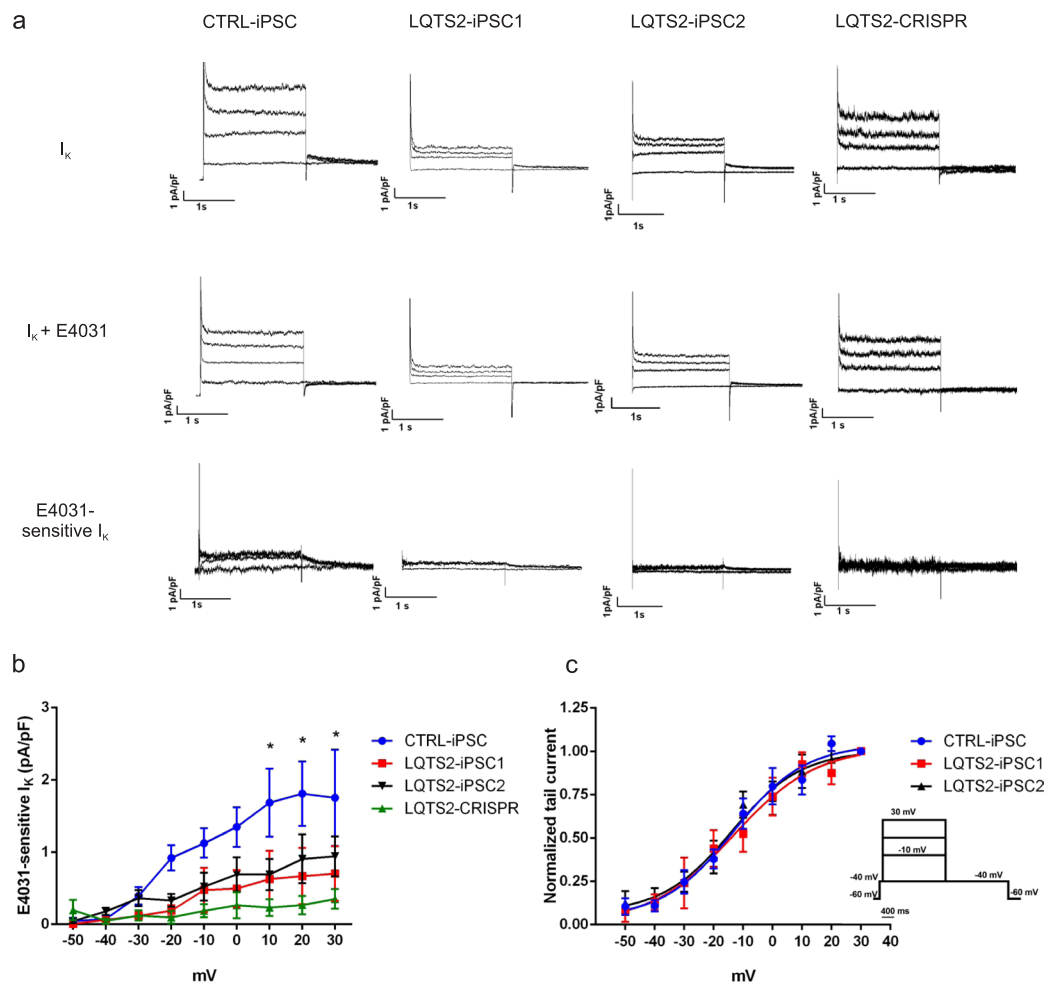 a
CTRL-iPSC LQTS2-iPSC1 LQTS2-iPSC2 LQTS2-CRISPR
I_K
1 pA/pF 1s
1 pA/pF 1 s
1pA/pF 1s
1 pA/pF 1 s
I_K + E4031
1 pA/pF 1 s
1 pA/pF 1 s
1pA/pF 1 s
1 pA/pF 1 s
E4031-
sensitive I_K
1 pA/pF 1s
1 pA/pF 1s
1pA/pF 1s
1 pA/pF 1s
b
E4031-sensitive I_K (pA/pF)
3
2
1
0
-50 -40 -30 -20 -10 0 10 20 30
mV
* * *
CTRL-iPSC
LQTS2-iPSC1
LQTS2-iPSC2
LQTS2-CRISPR
c
Normalized tail current
1.25
1.00
0.75
0.50
0.25
0.00
-50 -40 -30 -20 -10 0 10 20 30 40
mV
CTRL-iPSC
LQTS2-iPSC1
LQTS2-iPSC2
30 mV
-10 mV
-40 mV -40 mV
-60 mV -60 mV
400 ms